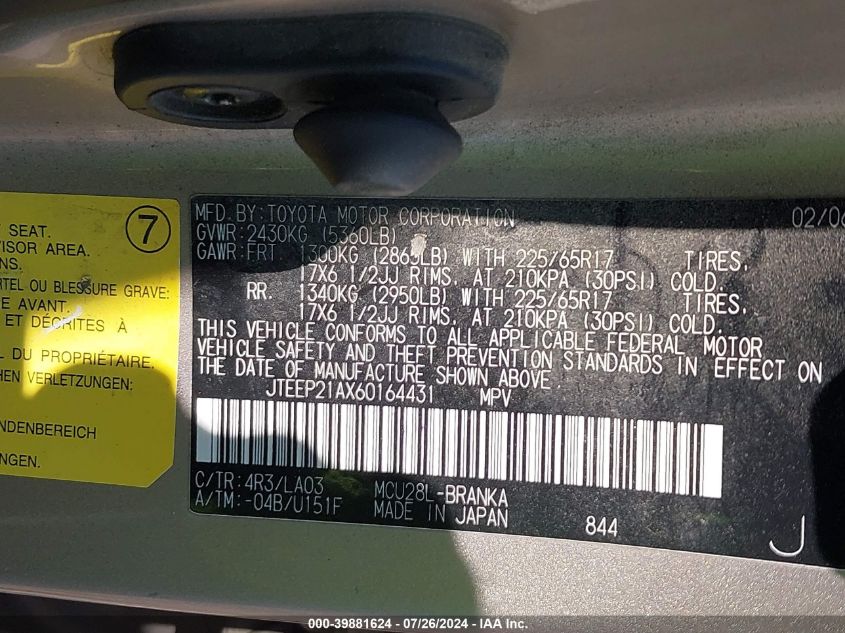 7
SEAT.
VISOR AREA.
NS.
RTEL OU BLESSURE GRAVE:
E AVANT.
ET DÉCRITES À
DU PROPRIÉTAIRE.
CHEN VERLETZUNGEN:
NDENBEREICH
NUNGEN.
MFD. BY: TOYOTA MOTOR CORPORATION 02/06
GVWR: 2430KG (5360LB)
GAWR: FRT. 1300KG (2865LB) WITH 225/65R17 TIRES,
17X6 1/2JJ RIMS, AT 210KPA (30PSI) COLD.
RR. 1340KG (2950LB) WITH 225/65R17 TIRES,
17X6 1/2JJ RIMS, AT 210KPA (30PSI) COLD.
THIS VEHICLE CONFORMS TO ALL APPLICABLE FEDERAL MOTOR
VEHICLE SAFETY AND THEFT PREVENTION STANDARDS IN EFFECT ON
THE DATE OF MANUFACTURE SHOWN ABOVE.
JTEEP21AX60164431 MPV
C/TR: 4R3/LA03 MCU28L-BRANKA
A/TM: -04B/U151F MADE IN JAPAN 844
J
000-39881624 / 07/26/2024 - © IAA Inc.